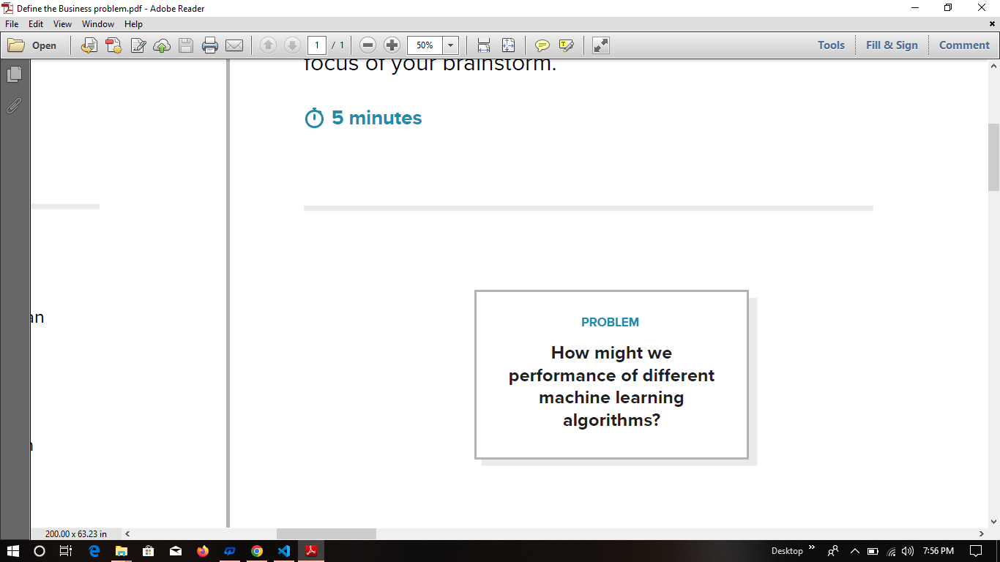 Define the Business problem.pdf - Adobe Reader
File Edit View Window Help
Open
1 / 1
50%
Tools
Fill & Sign
Comment
focus of your brainstorm.
5 minutes
an
PROBLEM
How might we
performance of different
machine learning
algorithms?
200.00 x 63.23 in
Desktop
7:56 PM